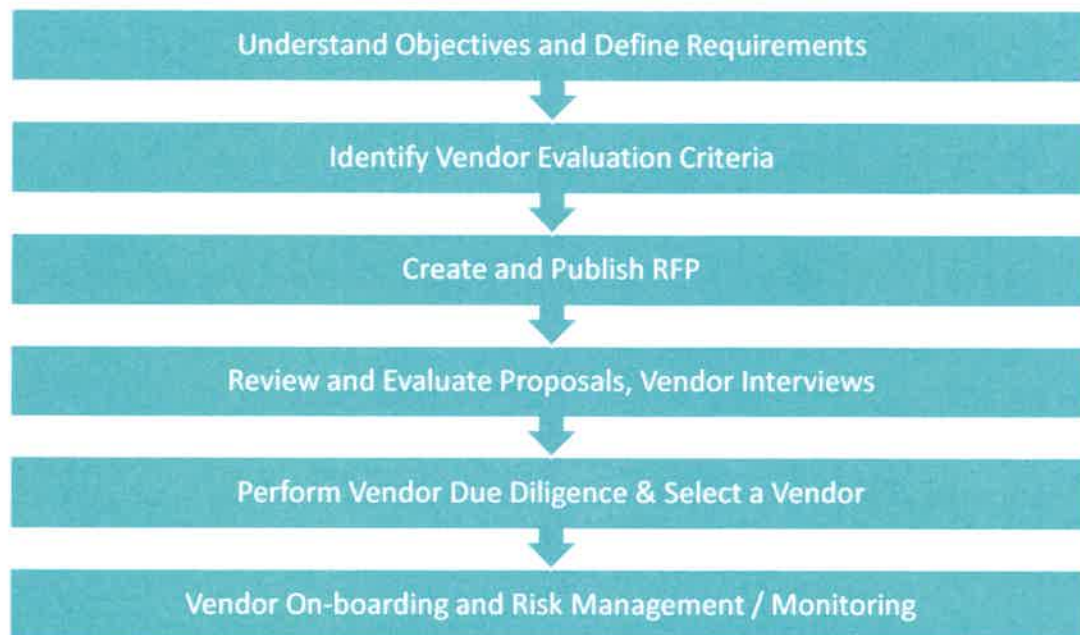 Understand Objectives and Define Requirements
Identify Vendor Evaluation Criteria
Create and Publish RFP
Review and Evaluate Proposals, Vendor Interviews
Perform Vendor Due Diligence & Select a Vendor
Vendor On-boarding and Risk Management / Monitoring